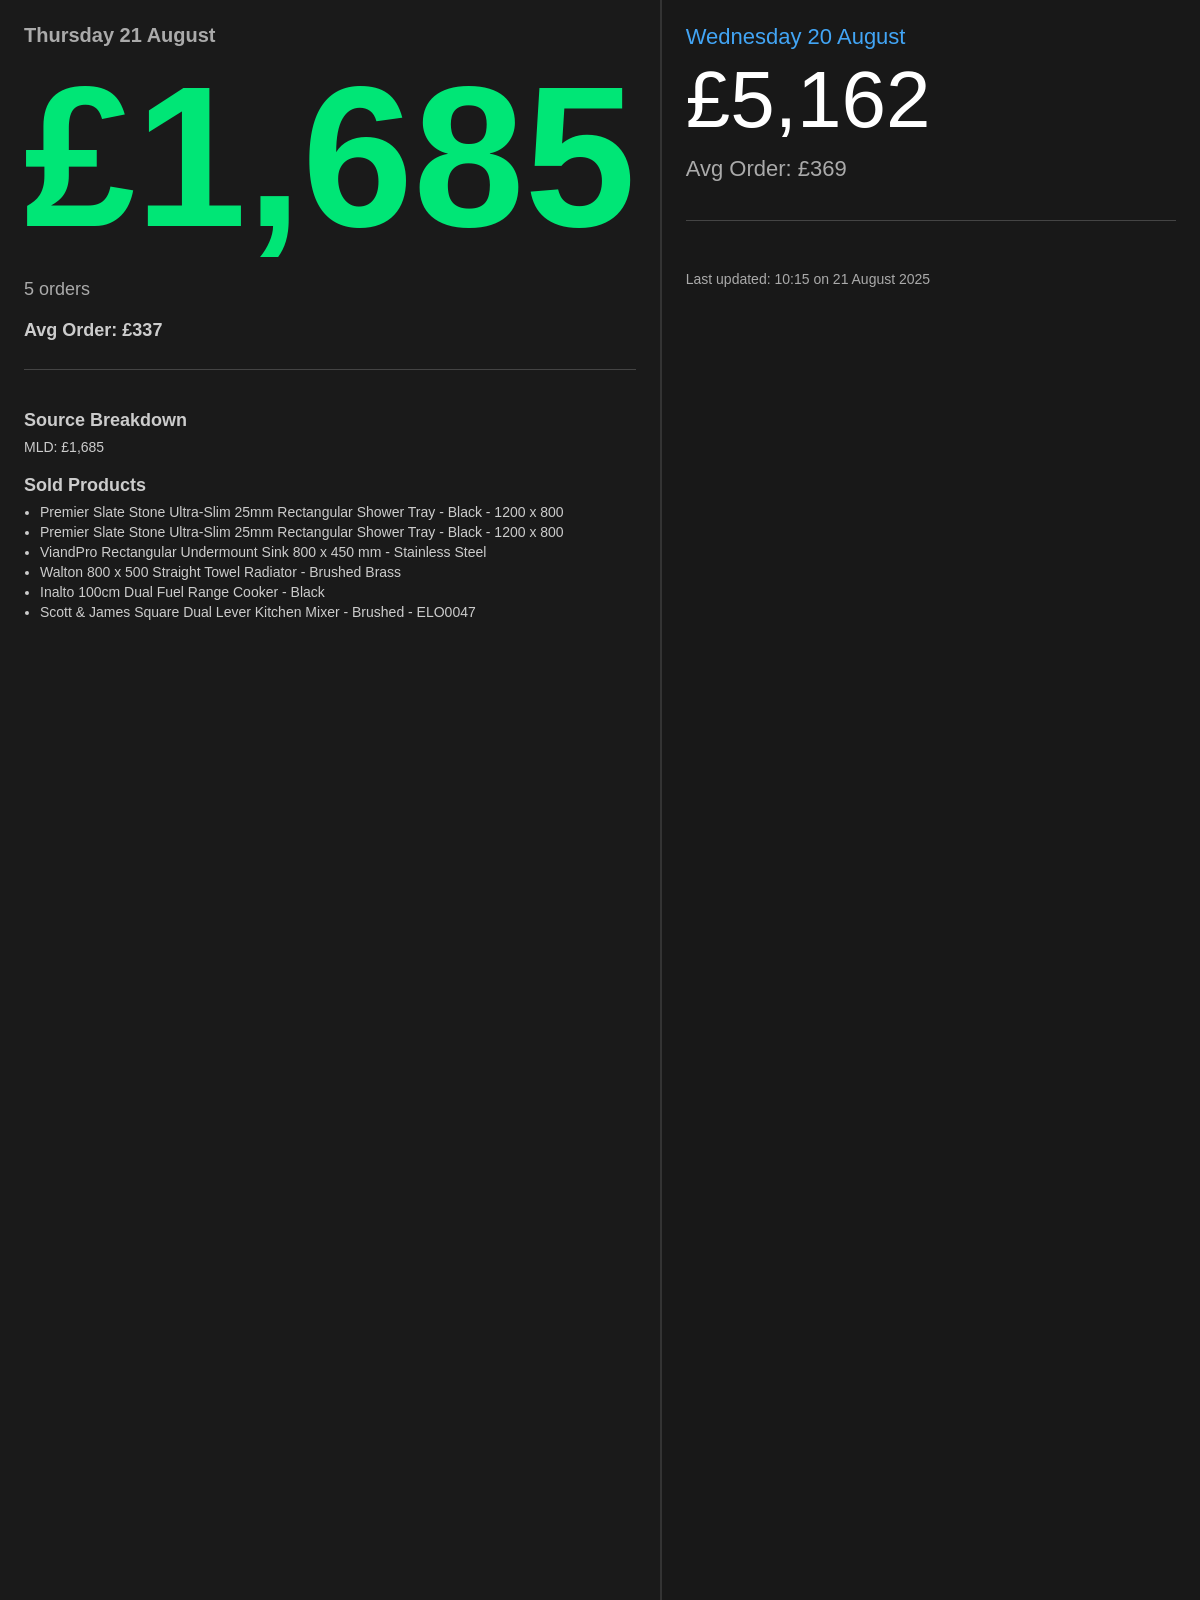 Thursday 21 August
£1,685
5 orders
Avg Order: £337
Source Breakdown
MLD: £1,685
Sold Products
• Premier Slate Stone Ultra-Slim 25mm Rectangular Shower Tray - Black - 1200 x 800
• Premier Slate Stone Ultra-Slim 25mm Rectangular Shower Tray - Black - 1200 x 800
• ViandPro Rectangular Undermount Sink 800 x 450 mm - Stainless Steel
• Walton 800 x 500 Straight Towel Radiator - Brushed Brass
• Inalto 100cm Dual Fuel Range Cooker - Black
• Scott & James Square Dual Lever Kitchen Mixer - Brushed - ELO0047
Wednesday 20 August
£5,162
Avg Order: £369
Last updated: 10:15 on 21 August 2025